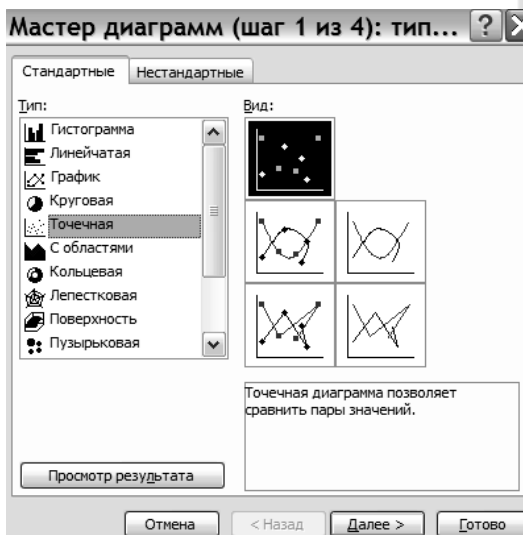 Мастер диаграмм (шаг 1 из 4): тип...
Стандартные
Нестандартные
Тип:
Гистограмма
Линейчатая
График
Круговая
Точечная
С областями
Кольцевая
Лепестковая
Поверхность
Пузырьковая
Вид:
Точечная диаграмма позволяет
сравнить пары значений.
Просмотр результата
Отмена
< Назад
Далее >
Готово